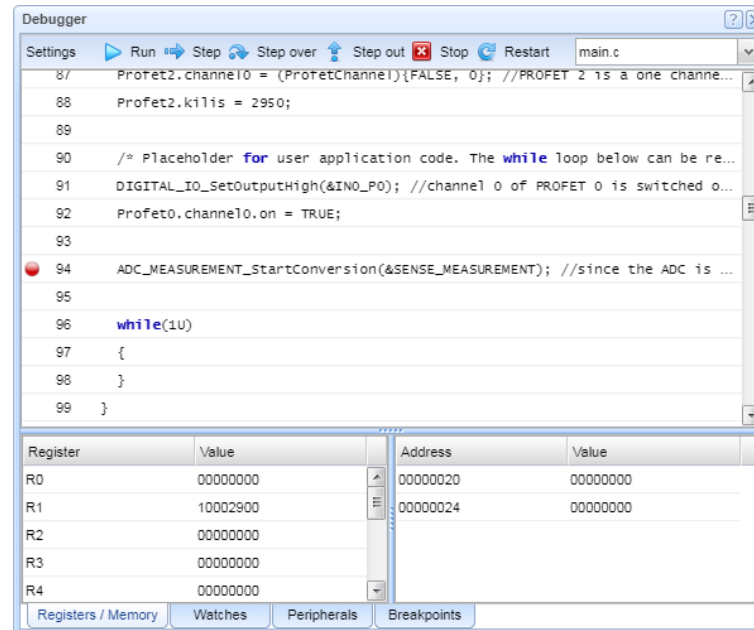 Debugger
Settings Run Step Step over Step out Stop Restart main.c
87 Profet2.channel0 = (ProfetChannel){FALSE, 0}; //PROFET 2 is a one channe...
88 Profet2.kilis = 2950;
89
90 /* Placeholder for user application code. The while loop below can be re...
91 DIGITAL_IO_SetOutputHigh(&IN0_P0); //channel 0 of PROFET 0 is switched o...
92 Profet0.channel0.on = TRUE;
93
94 ADC_MEASUREMENT_StartConversion(&SENSE_MEASUREMENT); //since the ADC is ...
95
96 while(1U)
97 {
98 }
99 }
Register Value Address Value
R0 00000000 00000020 00000000
R1 10002900 00000024 00000000
R2 00000000
R3 00000000
R4 00000000
Registers / Memory Watches Peripherals Breakpoints